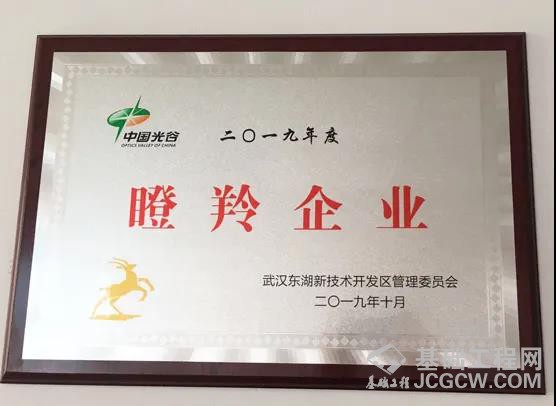 中国光谷
OPTICS VALLEY OF CHINA
二〇一九年度
瞪羚企业
武汉东湖新技术开发区管理委员会
二〇一九年十月
基础工程网
基础工程
JCGCW.COM